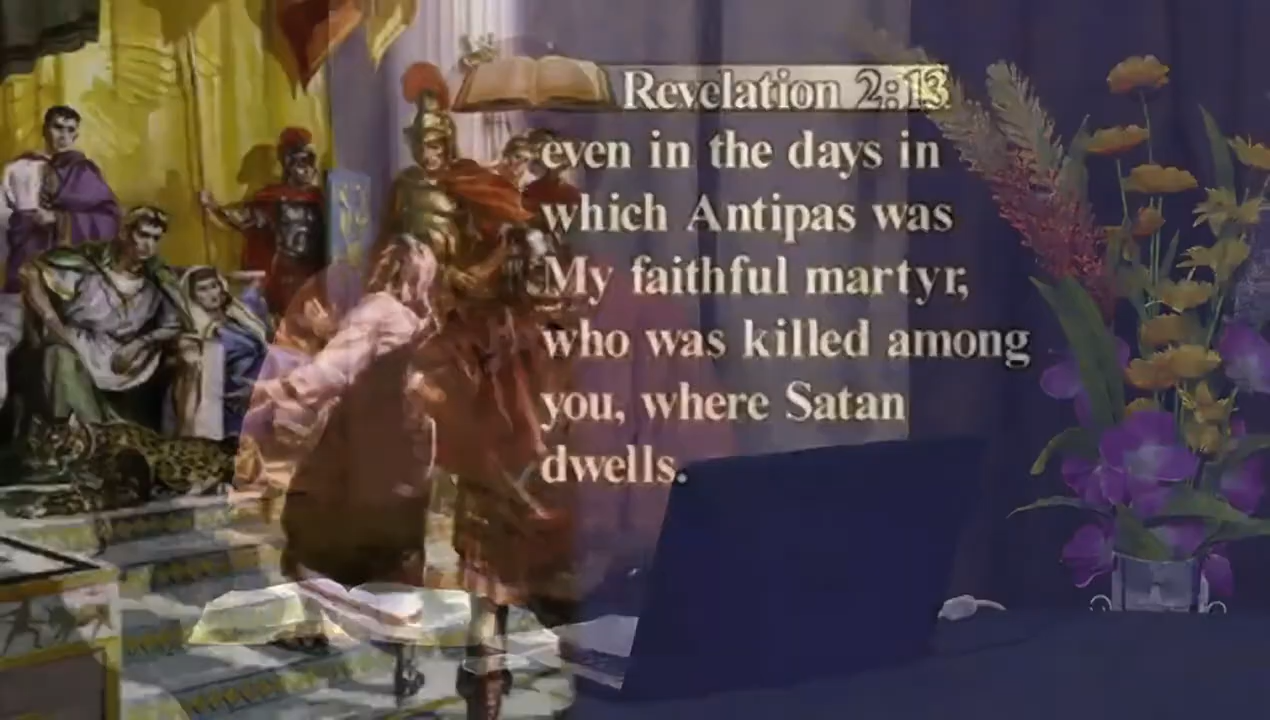 Revelation 2:13
even in the days in
which Antipas was
My faithful martyr,
who was killed among
you, where Satan
dwells.